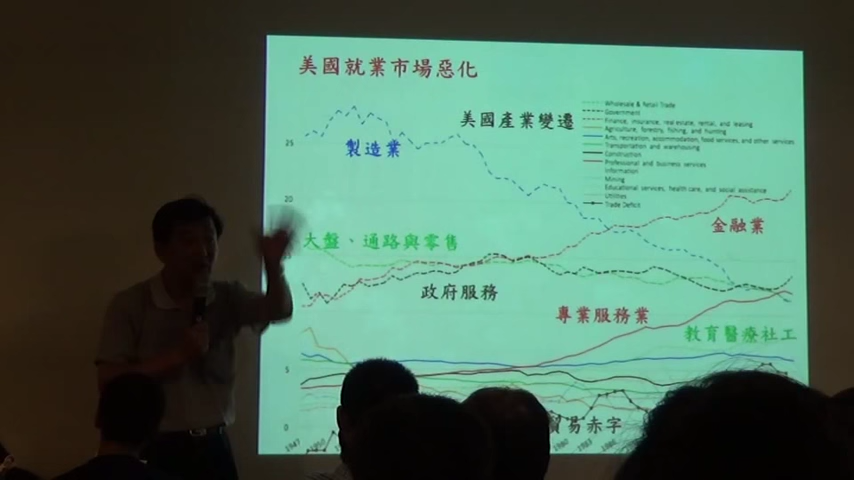 美國就業市場惡化
美國產業變遷
Wholesale & Retail Trade
Government
Finance, insurance, real estate, rental, and leasing
Agriculture, forestry, fishing, and hunting
Arts, recreation, accommodation, food services, and other services
Transportation and warehousing
Construction
Professional and business services
Information
Mining
Educational services, health care, and social assistance
Utilities
Trade Deficit
25
製造業
20
金融業
大盤、通路與零售
政府服務
專業服務業
教育醫療社工
5
0
貿易赤字
1947